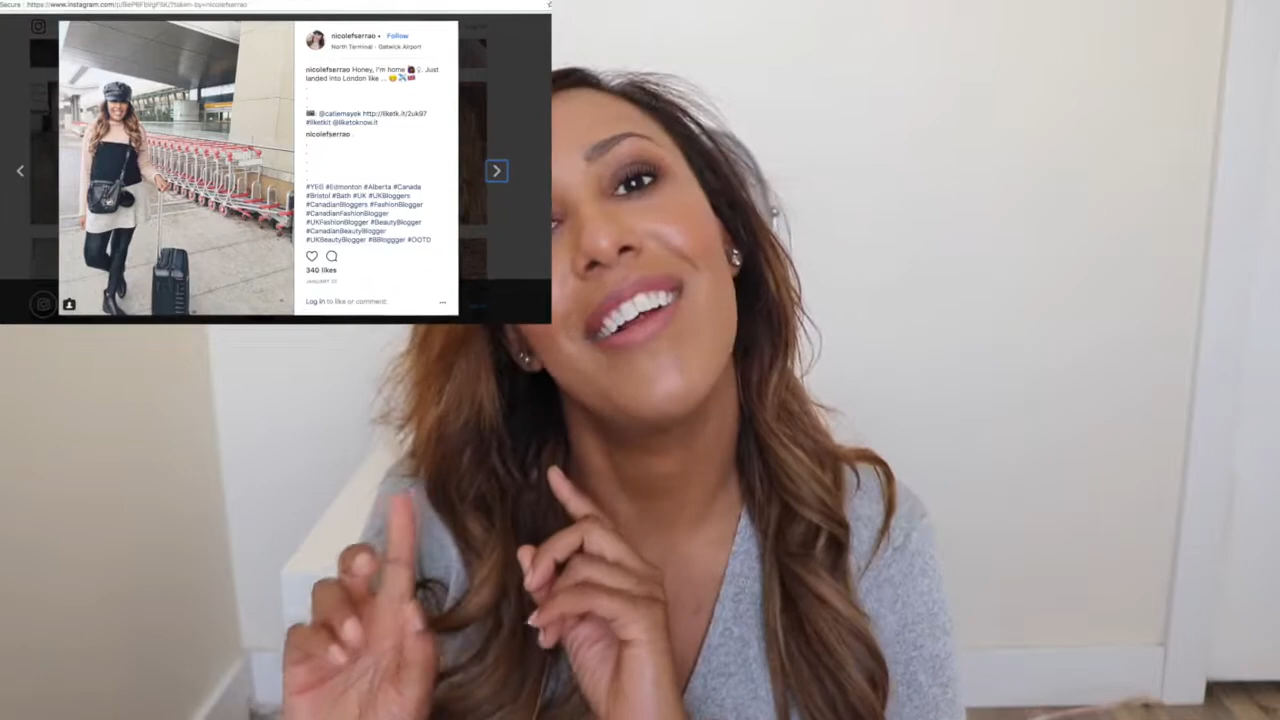 Secure
nicolefserrao • Follow
North Terminal - Gatwick Airport
nicolefserrao Honey, I'm home Just
landed into London like ...
: @catiemayek http://liketk.it/2uk97
#liketkit @liketoknow.it
nicolefserrao .
#YEG #Edmonton #Alberta #Canada
#Bristol #Bath #UK #UKBloggers
#CanadianBloggers #FashionBlogger
#CanadianFashionBlogger
#UKFashionBlogger #BeautyBlogger
#CanadianBeautyBlogger
#UKBeautyBlogger #BBloggger #OOTD
340 likes
Log in to like or comment.